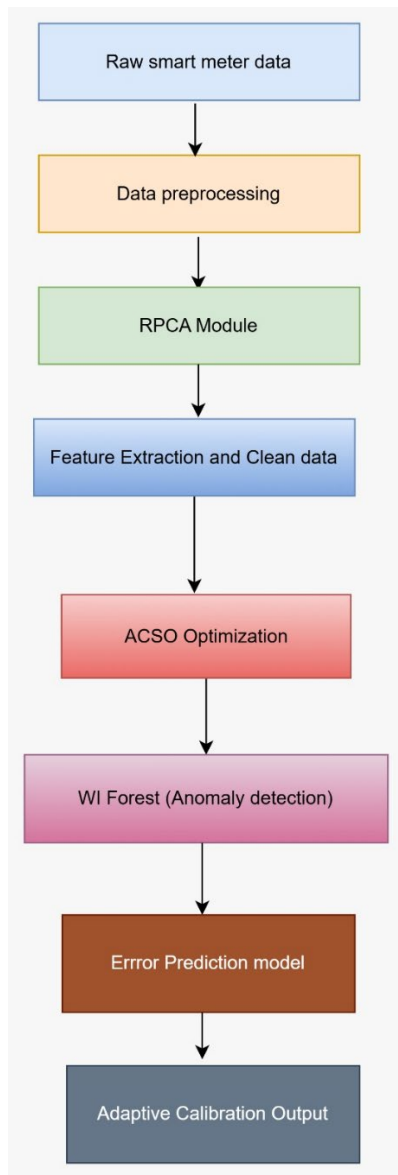 Raw smart meter data
Data preprocessing
RPCA Module
Feature Extraction and Clean data
ACSO Optimization
WI Forest (Anomaly detection)
Errror Prediction model
Adaptive Calibration Output